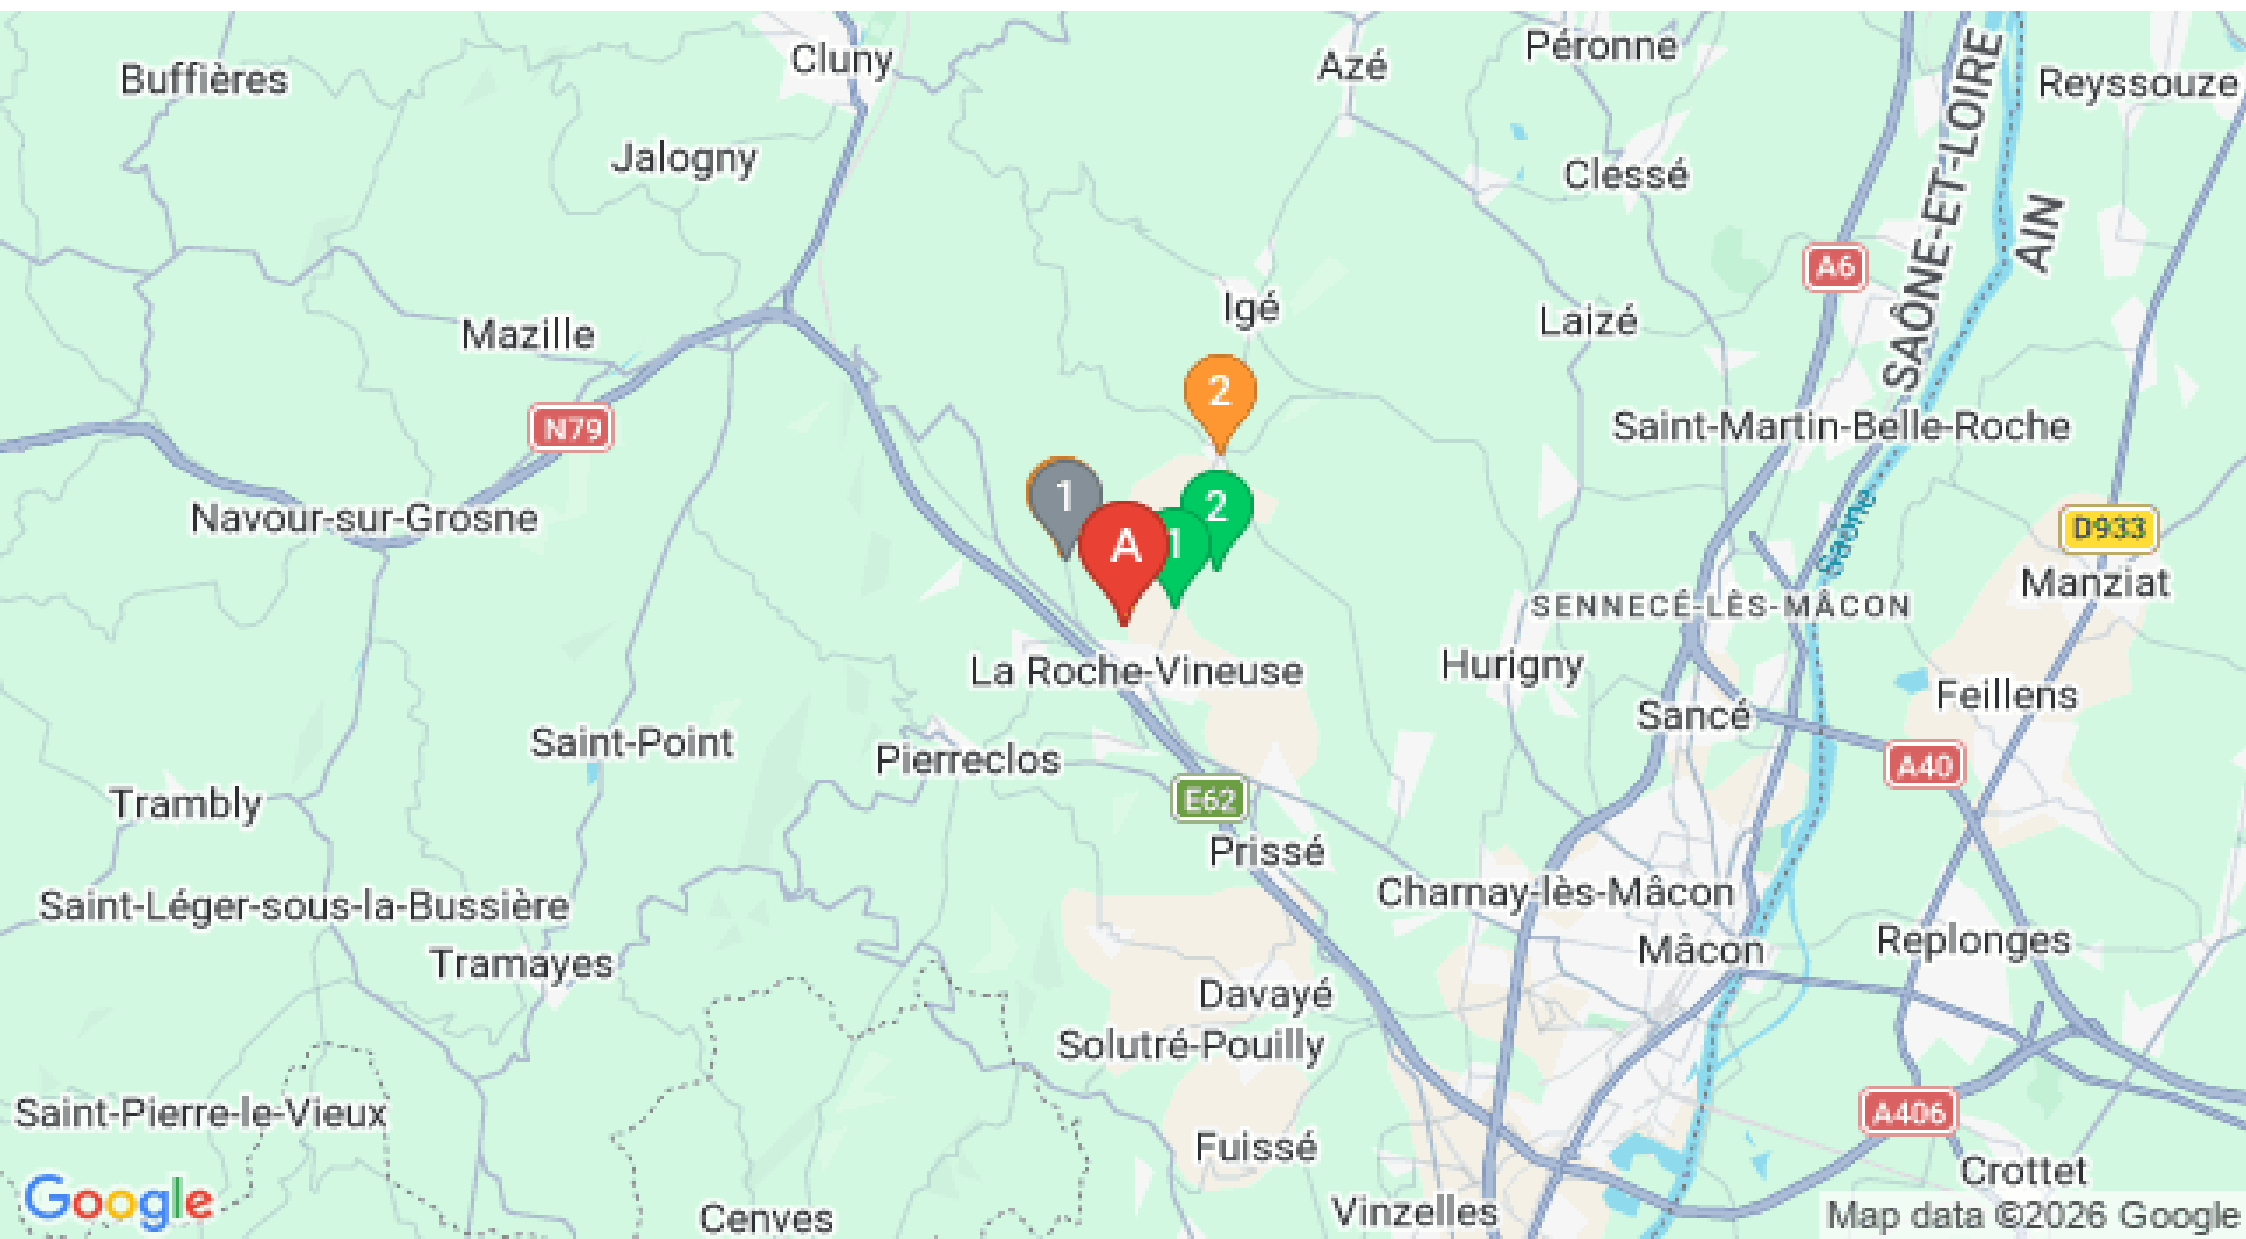 Cluny
Azé
Péronne
Buffières
Reyssouze
Jalogny
Clessé
SAÔNE-ET-LOIRE
AIN
A6
Igé
Laizé
Mazille
2
N79
Saint-Martin-Belle-Roche
1
2
Navour-sur-Grosne
Saône
D933
A
1
Manziat
SENNECÉ-LÈS-MÂCON
La Roche-Vineuse
Hurigny
Feillens
Sancé
Saint-Point
Pierreclos
A40
Trambly
E62
Prissé
Charnay-lès-Mâcon
Saint-Léger-sous-la-Bussière
Replonges
Mâcon
Tramayes
Davayé
Solutré-Pouilly
Saint-Pierre-le-Vieux
A406
Fuissé
Crottet
Google
Cenves
Vinzelles
Map data ©2026 Google